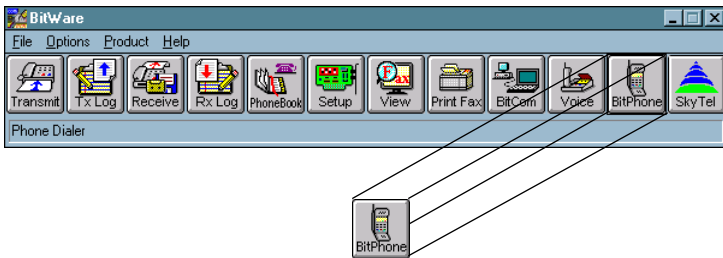 BitWare
File Options Product Help
Transmit Tx Log Receive Rx Log PhoneBook Setup View Print Fax BitCom Voice BitPhone SkyTel
Fax
Phone Dialer
BitPhone